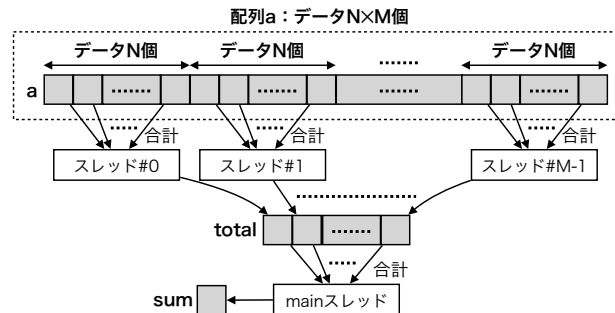 配列a：データN×M個
データN個 データN個 ....... データN個
a ....... ....... ....... .......
...... 合計 ...... 合計 ...... 合計
スレッド#0 スレッド#1 スレッド#M-1
total .......
..... 合計
sum mainスレッド